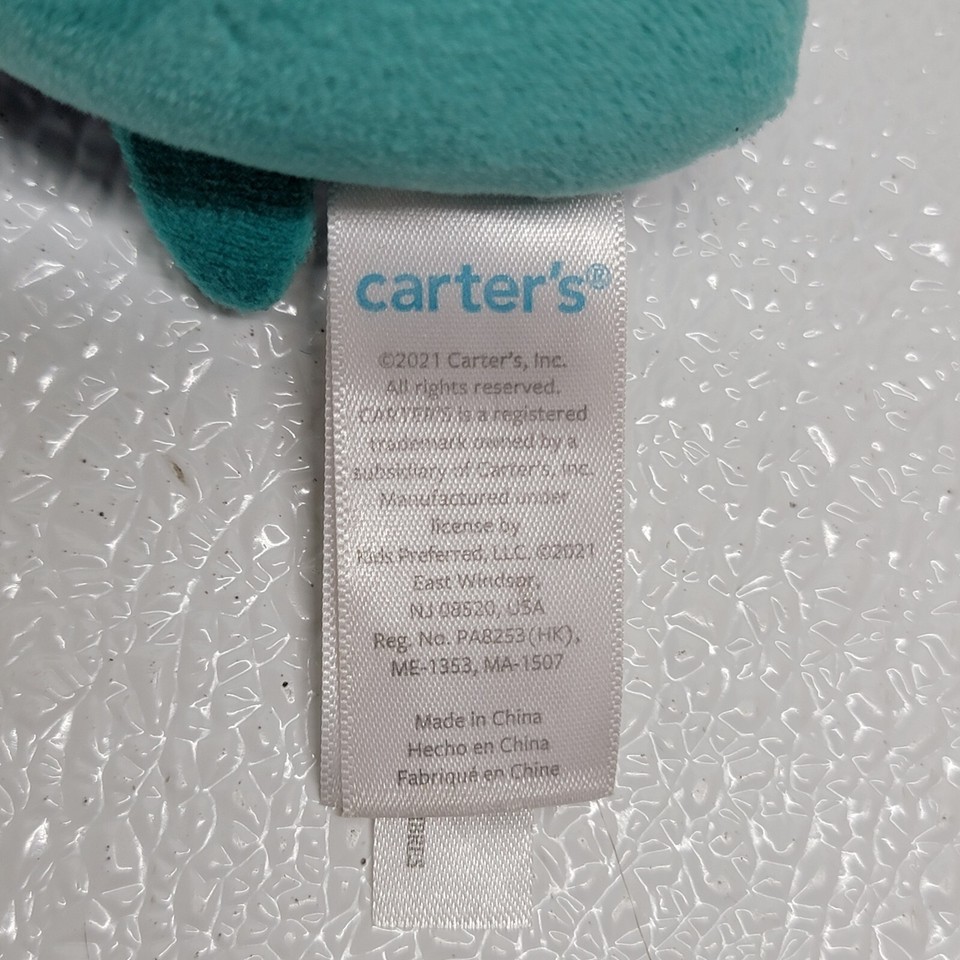 carter's®
©2021 Carter's, Inc.
All rights reserved.
CARTER'S is a registered
trademark owned by a
subsidiary of Carter's, Inc.
Manufactured under
license by
Kids Preferred, LLC. ©2021
East Windsor,
NJ 08520, USA
Reg. No. PA8253(HK),
ME-1353, MA-1507
Made in China
Hecho en China
Fabriqué en Chine